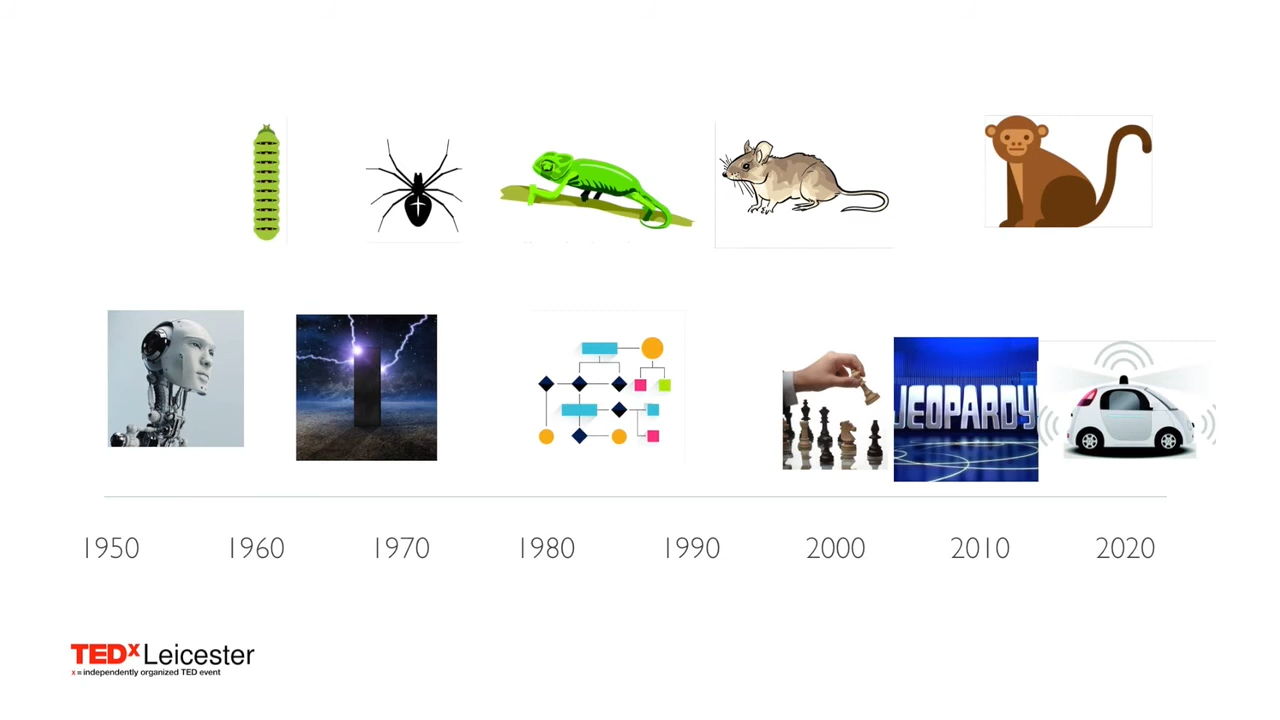 JEOPARDY
1950 1960 1970 1980 1990 2000 2010 2020
TEDx Leicester
x = independently organized TED event